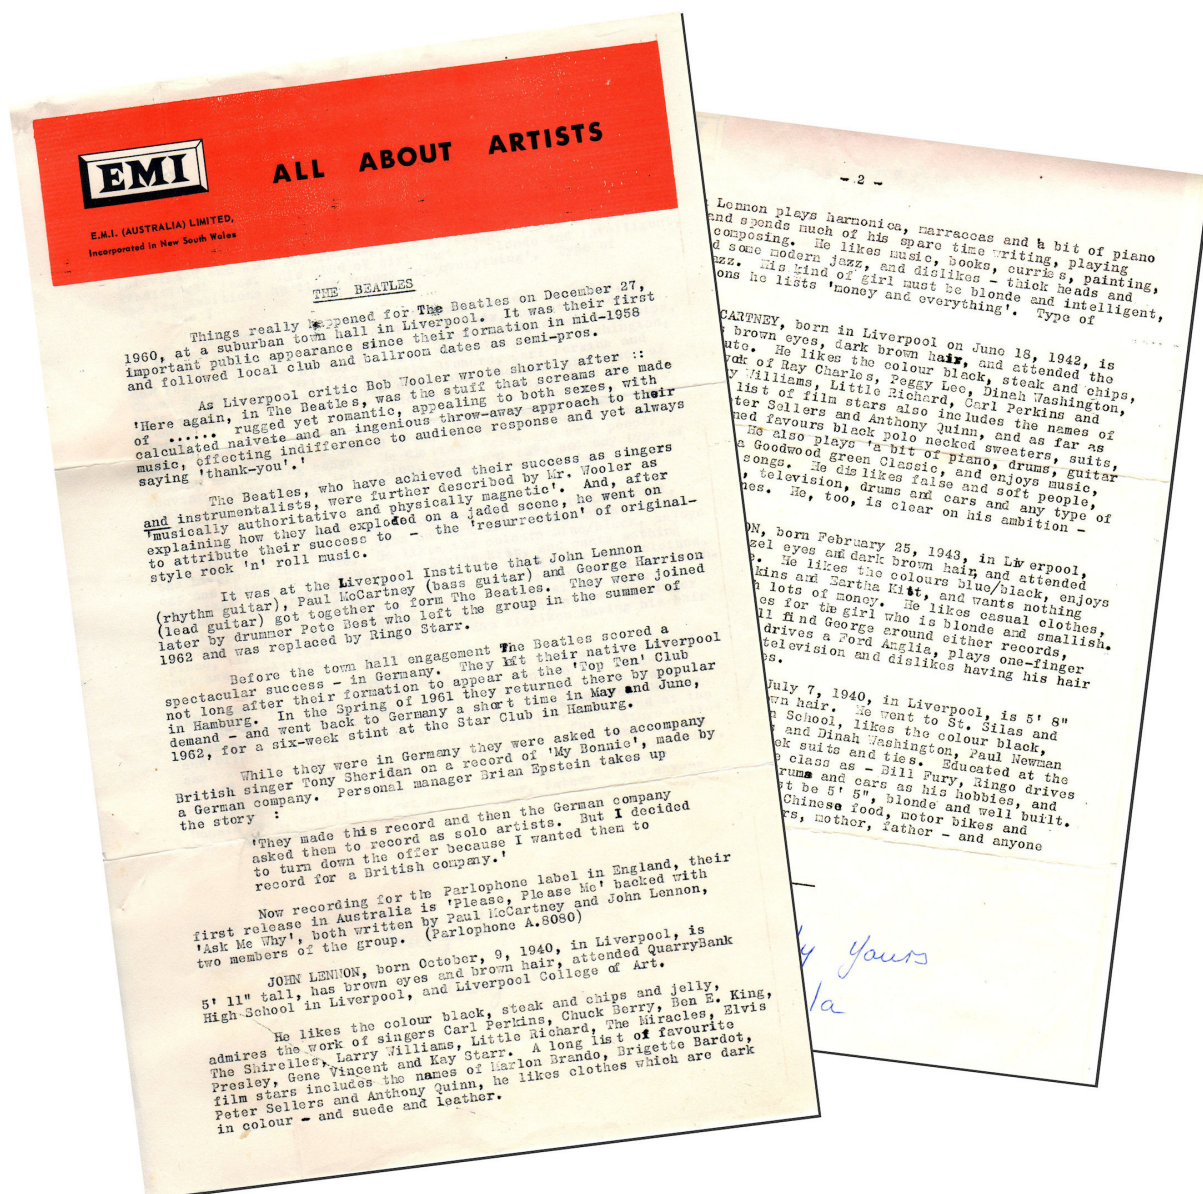 EMI
ALL ABOUT ARTISTS
E.M.I. (AUSTRALIA) LIMITED,
Incorporated in New South Wales
THE BEATLES
Things really happened for The Beatles on December 27,
1960, at a suburban town hall in Liverpool. It was their first
important public appearance since their formation in mid-1958
and followed local club and ballroom dates as semi-pros.
As Liverpool critic Bob Wooler wrote shortly after ::
'Here again, in The Beatles, was the stuff that screams are made
of ...... rugged yet romantic, appealing to both sexes, with
calculated naivete and an ingenious throw-away approach to their
music, effecting indifference to audience response and yet always
saying 'thank-you'.'
The Beatles, who have achieved their success as singers
and instrumentalists, were further described by Mr. Wooler as
'musically authoritative and physically magnetic'. And, after
explaining how they had exploded on a jaded scene, he went on
to attribute their success to - the 'resurrection' of original-
style rock 'n' roll music.
It was at the Liverpool Institute that John Lennon
(rhythm guitar), Paul McCartney (bass guitar) and George Harrison
(lead guitar) got together to form The Beatles. They were joined
later by drummer Pete Best who left the group in the summer of
1962 and was replaced by Ringo Starr.
Before the town hall engagement The Beatles scored a
spectacular success - in Germany. They left their native Liverpool
not long after their formation to appear at the 'Top Ten' Club
in Hamburg. In the Spring of 1961 they returned there by popular
demand - and went back to Germany a short time in May and June,
1962, for a six-week stint at the Star Club in Hamburg.
While they were in Germany they were asked to accompany
British singer Tony Sheridan on a record of 'My Bonnie', made by
a German company. Personal manager Brian Epstein takes up
the story :
'They made this record and then the German company
asked them to record as solo artists. But I decided
to turn down the offer because I wanted them to
record for a British company.'
Now recording for the Parlophone label in England, their
first release in Australia is 'Please, Please Me' backed with
'Ask Me Why', both written by Paul McCartney and John Lennon,
two members of the group. (Parlophone A.8080)
JOHN LENNON, born October, 9, 1940, in Liverpool, is
5' 11" tall, has brown eyes and brown hair, attended QuarryBank
High School in Liverpool, and Liverpool College of Art.
He likes the colour black, steak and chips and jelly,
admires the work of singers Carl Perkins, Chuck Berry, Ben E. King,
The Shirelles, Larry Williams, Little Richard, The Miracles, Elvis
Presley, Gene Vincent and Kay Starr. A long list of favourite
film stars includes the names of Marlon Brando, Brigette Bardot,
Peter Sellers and Anthony Quinn, he likes clothes which are dark
in colour - and suede and leather.
- 2 -
Lennon plays harmonica, marracas and a bit of piano
and spends much of his spare time writing, playing
composing. He likes music, books, curries, painting,
some modern jazz, and dislikes - thick heads and
His kind of girl must be blonde and intelligent,
he lists 'money and everything'. Type of
born in Liverpool on June 18, 1942, is
brown eyes, dark brown hair, and attended the
He likes the colour black, steak and chips,
of Ray Charles, Peggy Lee, Dinah Washington,
Williams, Little Richard, Carl Perkins and
list of film stars also includes the names of
Sellers and Anthony Quinn, and as far as
favours black polo necked sweaters, suits,
He also plays 'a bit of piano, drums, guitar
a Goodwood green Classic, and enjoys music,
songs. He dislikes false and soft people,
television, drums and cars and any type of
He, too, is clear on his ambition -
born February 25, 1943, in Liverpool,
eyes and dark brown hair, and attended
He likes the colours blue/black, enjoys
and Eartha Kitt, and wants nothing
lots of money. He likes casual clothes,
for the girl who is blonde and smallish.
find George around either records,
drives a Ford Anglia, plays one-finger
television and dislikes having his hair
July 7, 1940, in Liverpool, is 5' 8"
hair. He went to St. Silas and
School, likes the colour black,
and Dinah Washington, Paul Newman
suits and ties. Educated at the
class as - Bill Fury, Ringo drives
and cars as his hobbies, and
be 5' 5", blonde and well built.
Chinese food, motor bikes and
mother, father - and anyone
yours